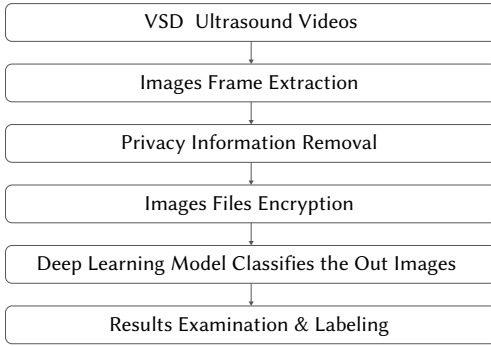 VSD Ultrasound Videos
Images Frame Extraction
Privacy Information Removal
Images Files Encryption
Deep Learning Model Classifies the Out Images
Results Examination & Labeling